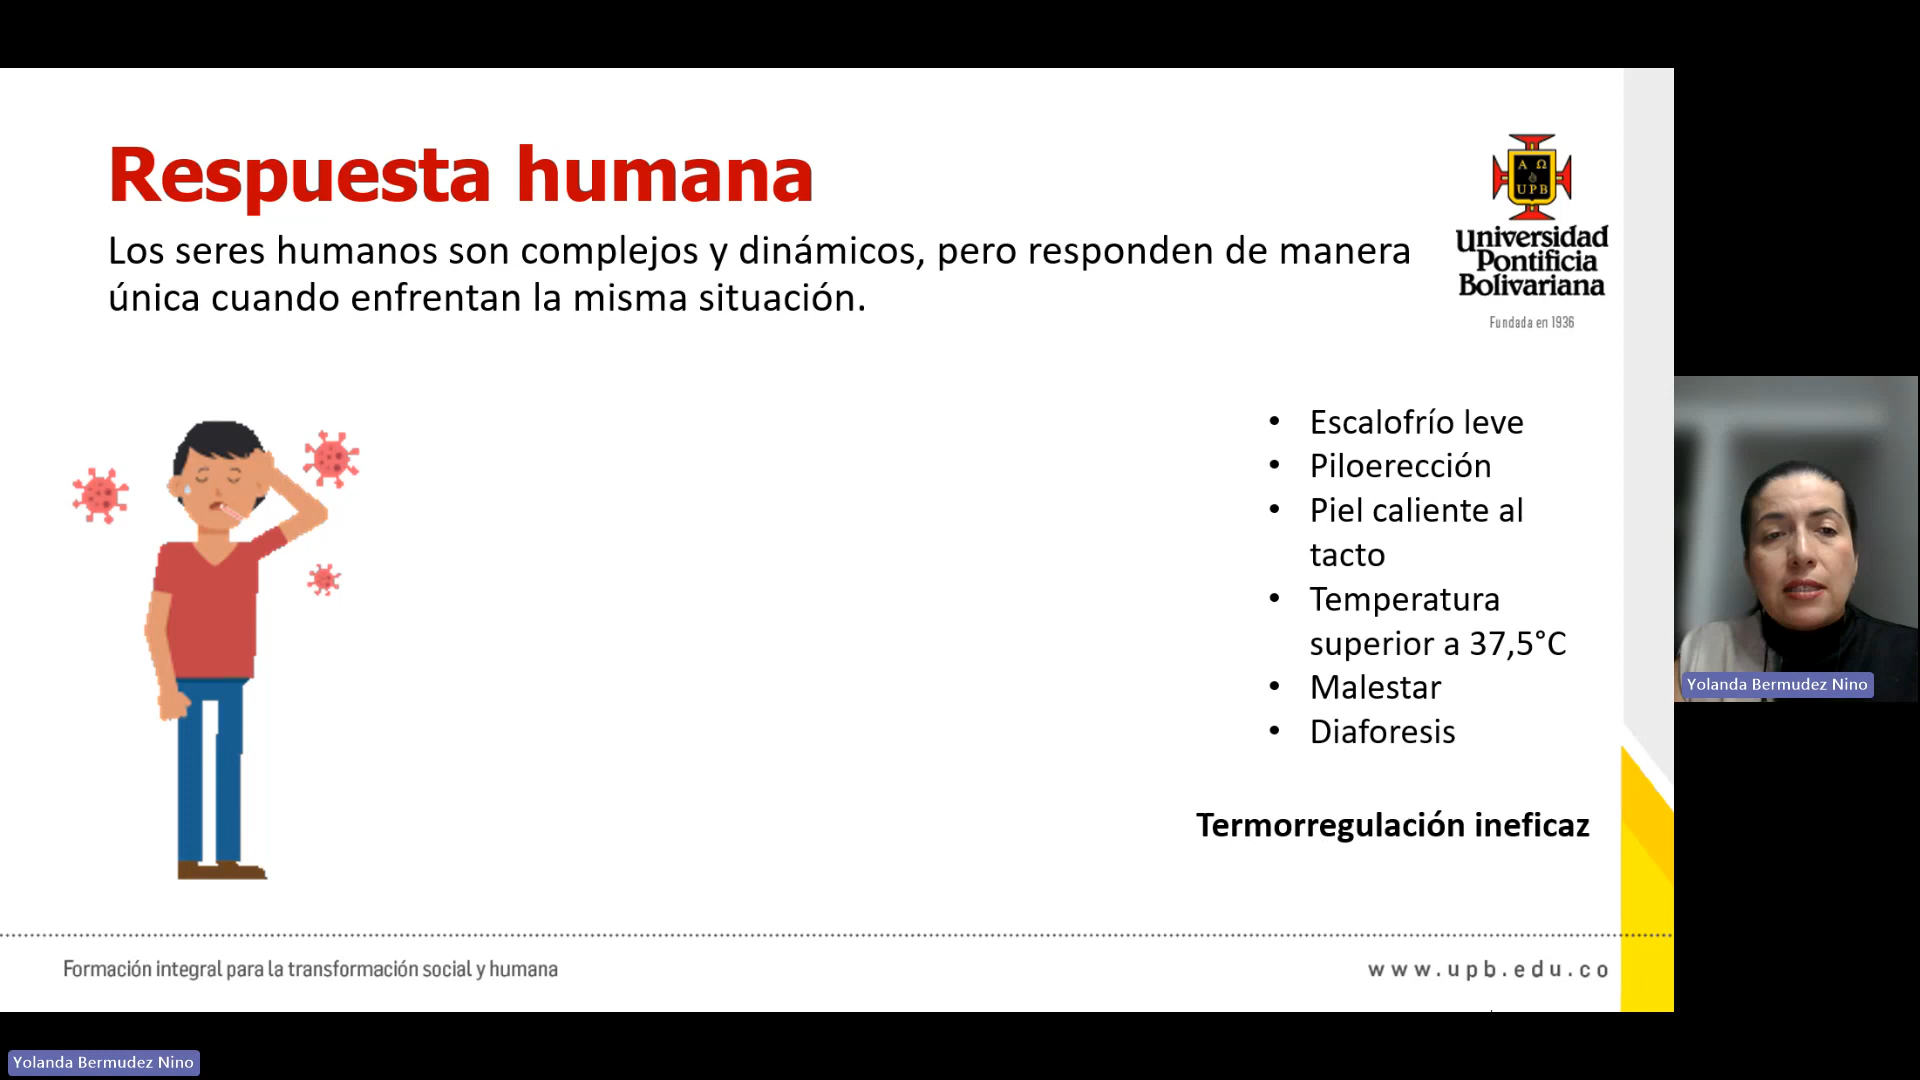 Respuesta humana
Los seres humanos son complejos y dinámicos, pero responden de manera
única cuando enfrentan la misma situación.
Α Ω
UPB
Universidad
Pontificia
Bolivariana
Fundada en 1936
• Escalofrío leve
• Piloerección
• Piel caliente al
tacto
• Temperatura
superior a 37,5°C
• Malestar
• Diaforesis
Termorregulación ineficaz
Formación integral para la transformación social y humana
www.upb.edu.co
Yolanda Bermudez Nino
Yolanda Bermudez Nino